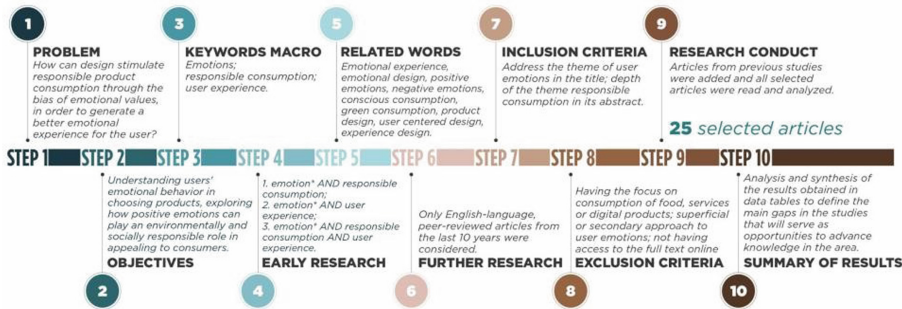 1
3
5
7
9
PROBLEM
How can design stimulate
responsible product
consumption through the
bias of emotional values,
in order to generate a
better emotional
experience for the user?
KEYWORDS MACRO
Emotions;
responsible consumption;
user experience.
RELATED WORDS
Emotional experience,
emotional design, positive
emotions, negative emotions,
conscious consumption,
green consumption, product
design, user centered design,
experience design.
INCLUSION CRITERIA
Address the theme of user
emotions in the title; depth
of the theme responsible
consumption in its abstract.
RESEARCH CONDUCT
Articles from previous studies
were added and all selected
articles were read and analyzed.
25 selected articles
STEP 1 STEP 2 STEP 3 STEP 4 STEP 5 STEP 6 STEP 7 STEP 8 STEP 9 STEP 10
Understanding users'
emotional behavior in
choosing products, exploring
how positive emotions can
play an environmentally and
socially responsible role in
appealing to consumers.
OBJECTIVES
1. emotion* AND responsible
consumption;
2. emotion* AND user
experience;
3. emotion* AND responsible
consumption AND user
experience.
EARLY RESEARCH
Only English-language,
peer-reviewed articles from
the last 10 years were
considered.
FURTHER RESEARCH
Having the focus on
consumption of food, services
or digital products; superficial
or secondary approach to
user emotions; not having
access to the full text online
EXCLUSION CRITERIA
Analysis and synthesis of
the results obtained in
data tables to define the
main gaps in the studies
that will serve as
opportunities to advance
knowledge in the area.
SUMMARY OF RESULTS
2
4
6
8
10